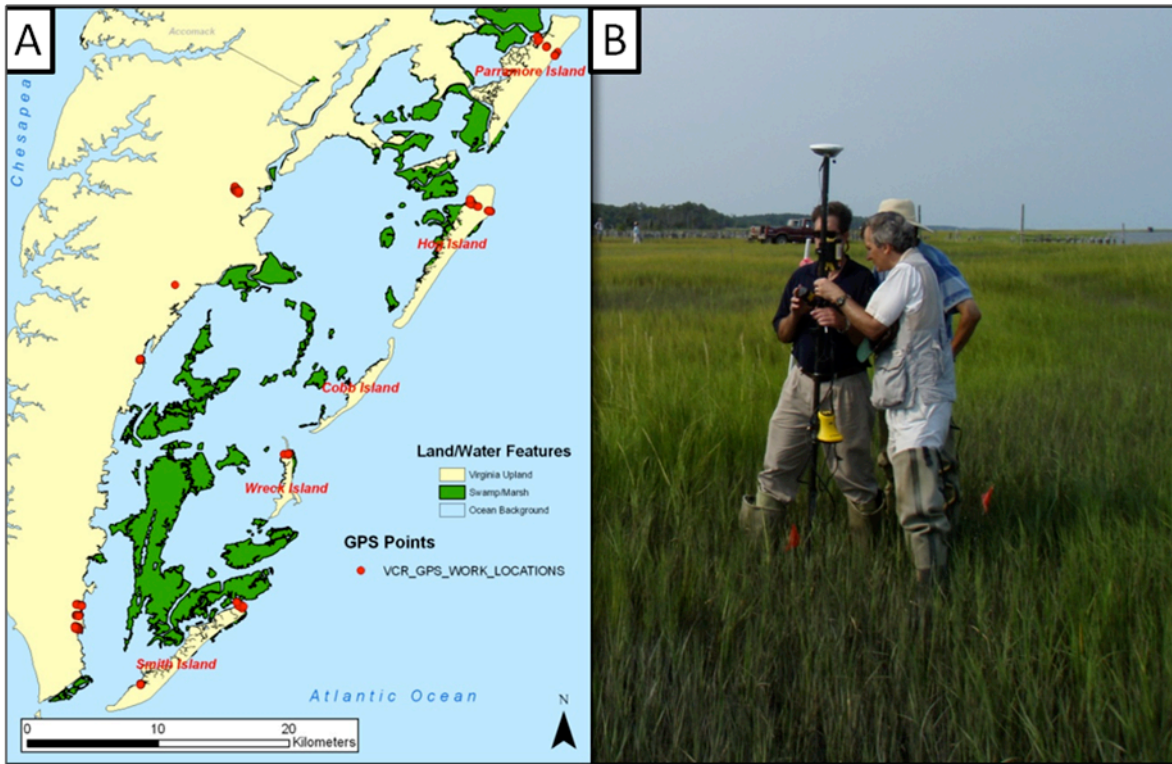 A
B
Accomack
Chesapea
Parramore Island
Hog Island
Cobb Island
Wreck Island
Smith Island
Atlantic Ocean
Land/Water Features
Virginia Upland
Swamp/Marsh
Ocean Background
GPS Points
VCR_GPS_WORK_LOCATIONS
N
0 10 20
Kilometers